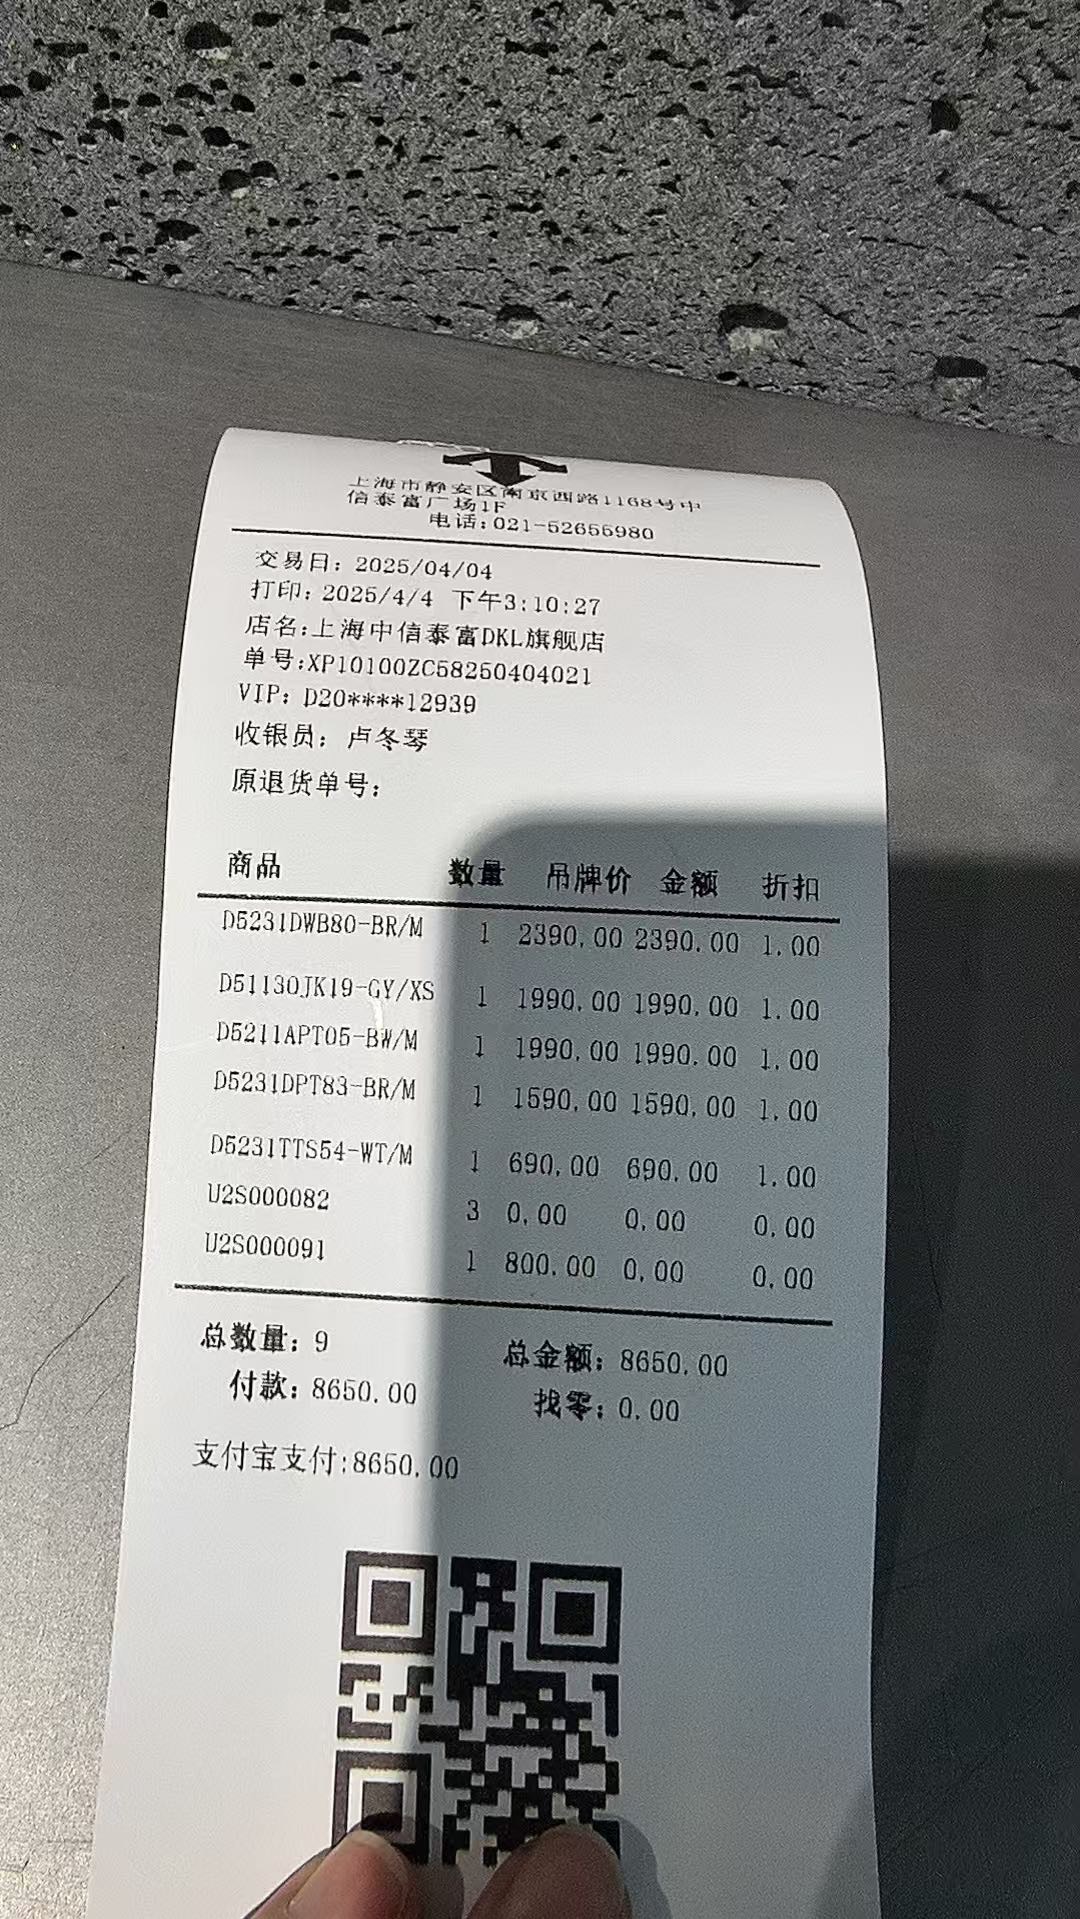 上海市静安区南京西路1168号中
信泰富广场1F
电话:021-52655980
交易日: 2025/04/04
打印: 2025/4/4 下午3:10:27
店名:上海中信泰富DKL旗舰店
单号:XP10100ZC58250404021
VIP: D20****12939
收银员: 卢冬琴
原退货单号:
商品 数量 吊牌价 金额 折扣
D5231DWB80-BR/M 1 2390.00 2390.00 1.00
D51130JK19-GY/XS 1 1990.00 1990.00 1.00
D5211APT05-BW/M 1 1990.00 1990.00 1.00
D5231DPT83-BR/M 1 1590.00 1590.00 1.00
D5231TTS54-WT/M 1 690.00 690.00 1.00
U2S000082 3 0.00 0.00 0.00
U2S000091 1 800.00 0.00 0.00
总数量: 9 总金额: 8650.00
付款: 8650.00 找零: 0.00
支付宝支付:8650.00